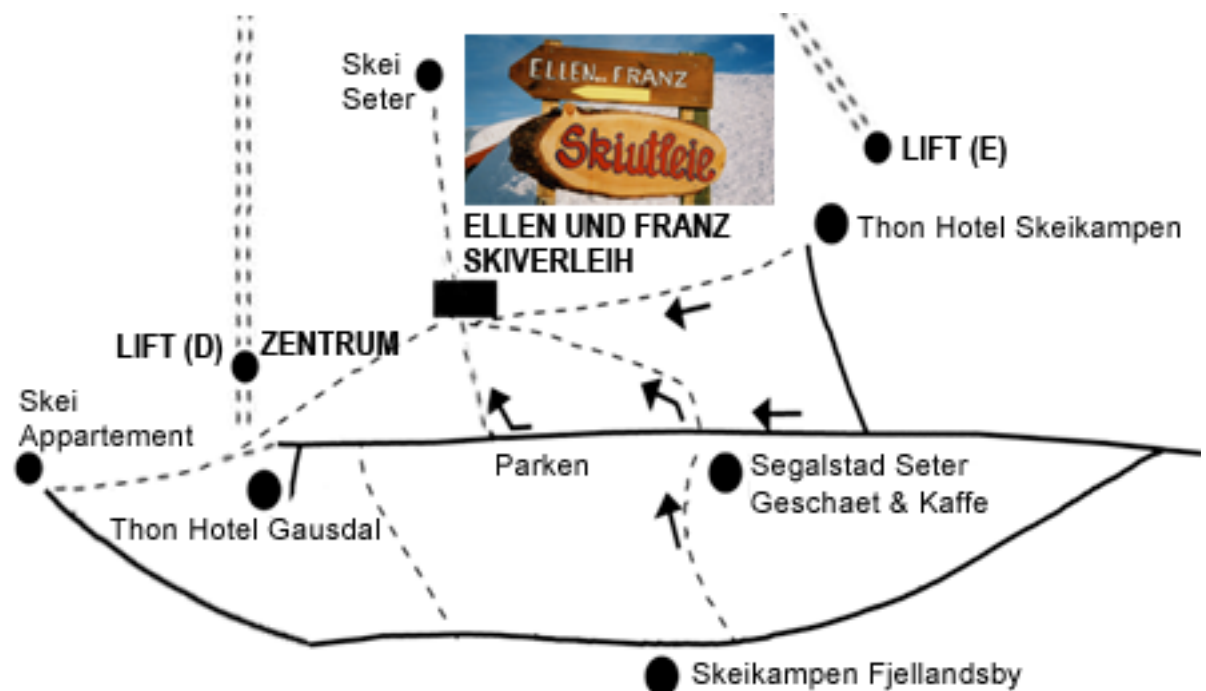 Skei
Seter
ELLEN FRANZ
Skiutleie
LIFT (E)
ELLEN UND FRANZ
SKIVERLEIH
Thon Hotel Skeikampen
LIFT (D)
ZENTRUM
Skei
Appartement
Parken
Segalstad Seter
Geschaet & Kaffe
Thon Hotel Gausdal
Skeikampen Fjellandsby